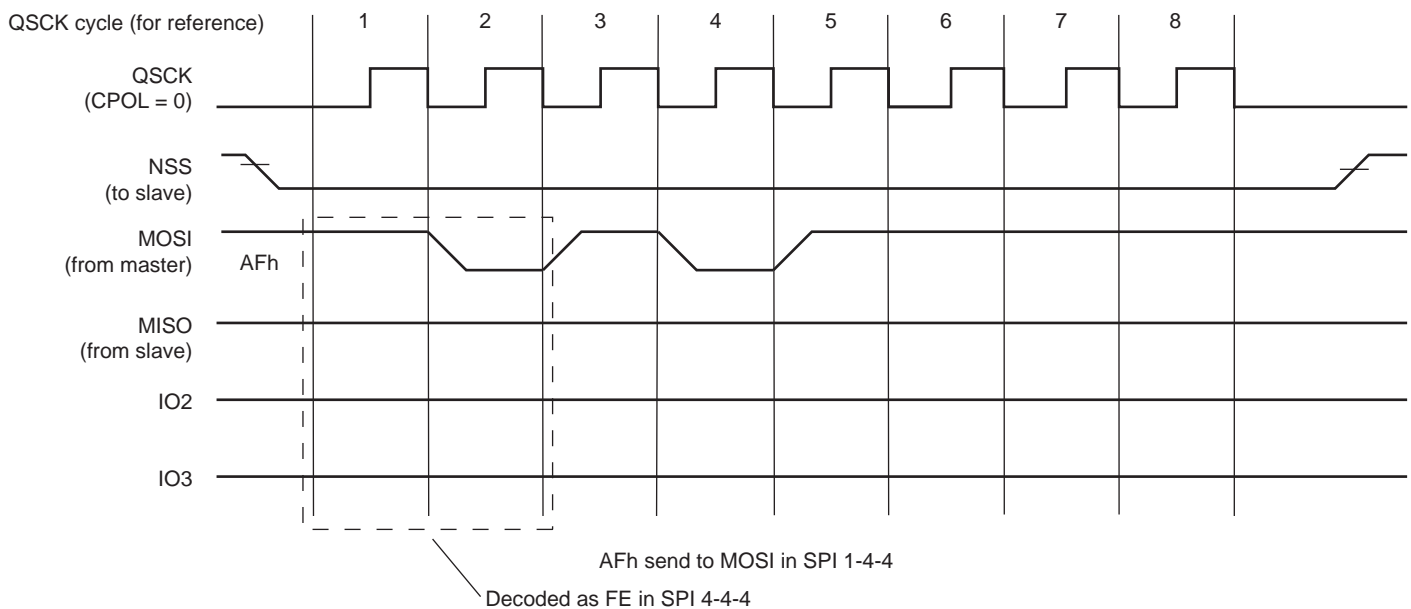 QSCK cycle (for reference) 1 2 3 4 5 6 7 8
QSCK
(CPOL = 0)
NSS
(to slave)
MOSI
(from master) AFh
MISO
(from slave)
IO2
IO3
AFh send to MOSI in SPI 1-4-4
Decoded as FE in SPI 4-4-4